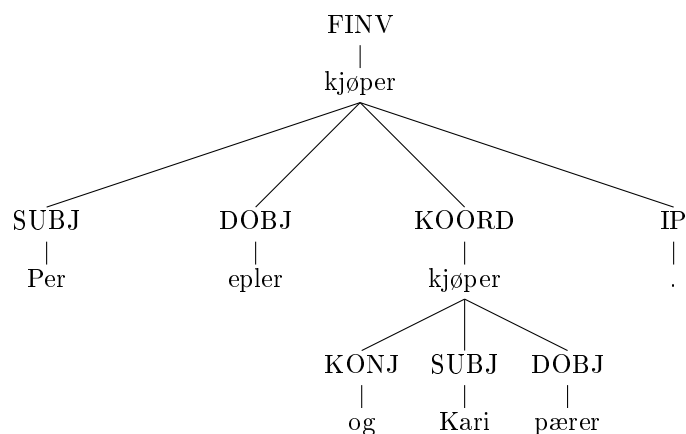 FINV
kjøper
SUBJ DOBJ KOORD IP
Per epler kjøper .
KONJ SUBJ DOBJ
og Kari pærer